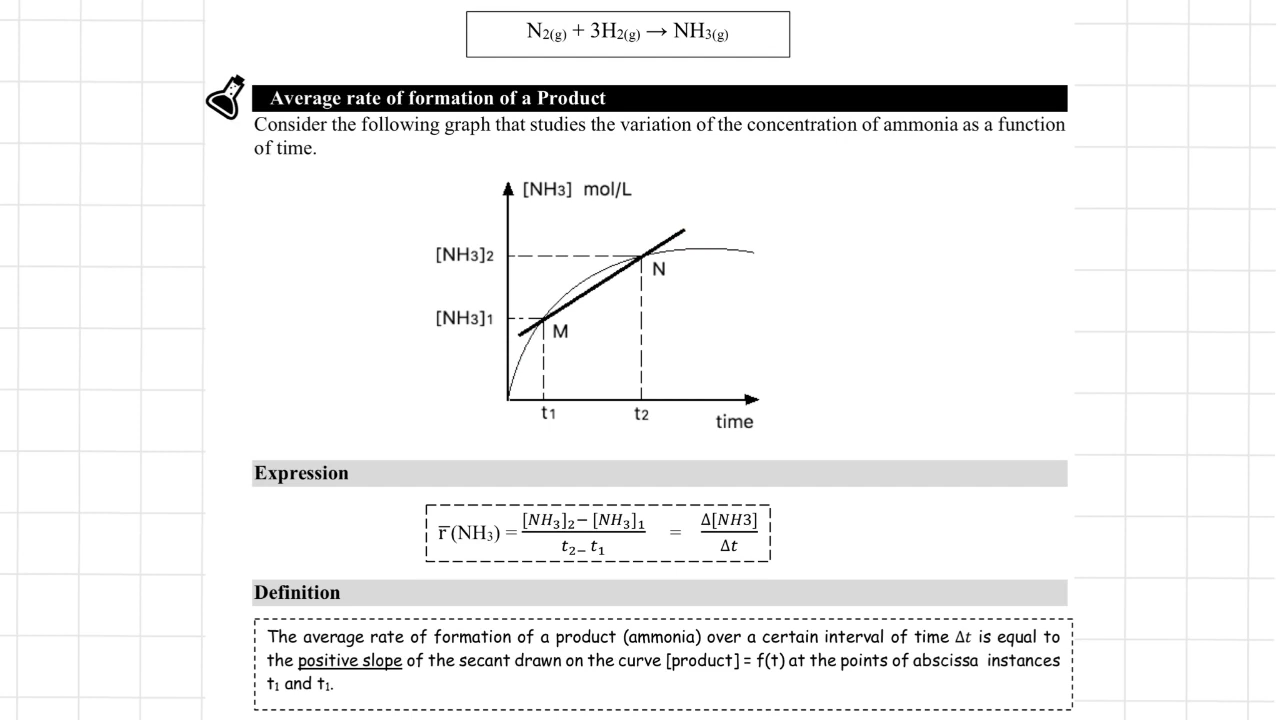 N₂(g) + 3H₂(g) → NH₃(g)
Average rate of formation of a Product
Consider the following graph that studies the variation of the concentration of ammonia as a function
of time.
[NH₃] mol/L
[NH₃]2
N
[NH₃]1
M
t1 t2
time
Expression
r̅(NH₃) = [NH₃]₂− [NH₃]₁ / t₂₋ t₁ = Δ[NH3] / Δt
Definition
The average rate of formation of a product (ammonia) over a certain interval of time Δt is equal to
the positive slope of the secant drawn on the curve [product] = f(t) at the points of abscissa instances
t₁ and t₁.